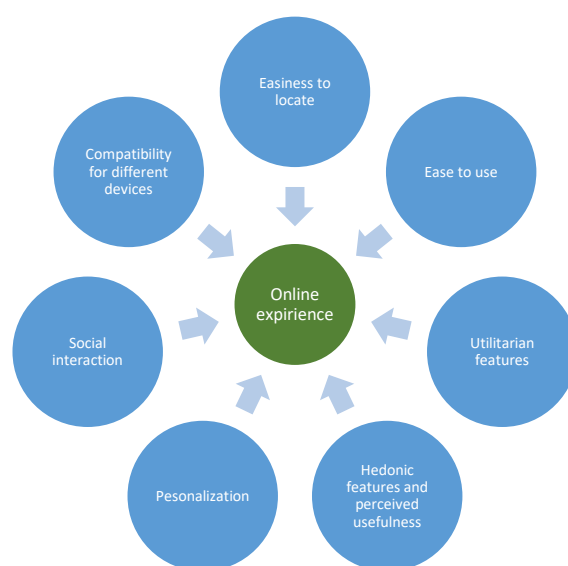 Easiness to
locate
Ease to use
Utilitarian
features
Hedonic
features and
perceived
usefulness
Pesonalization
Social
interaction
Compatibility
for different
devices
Online
expirience